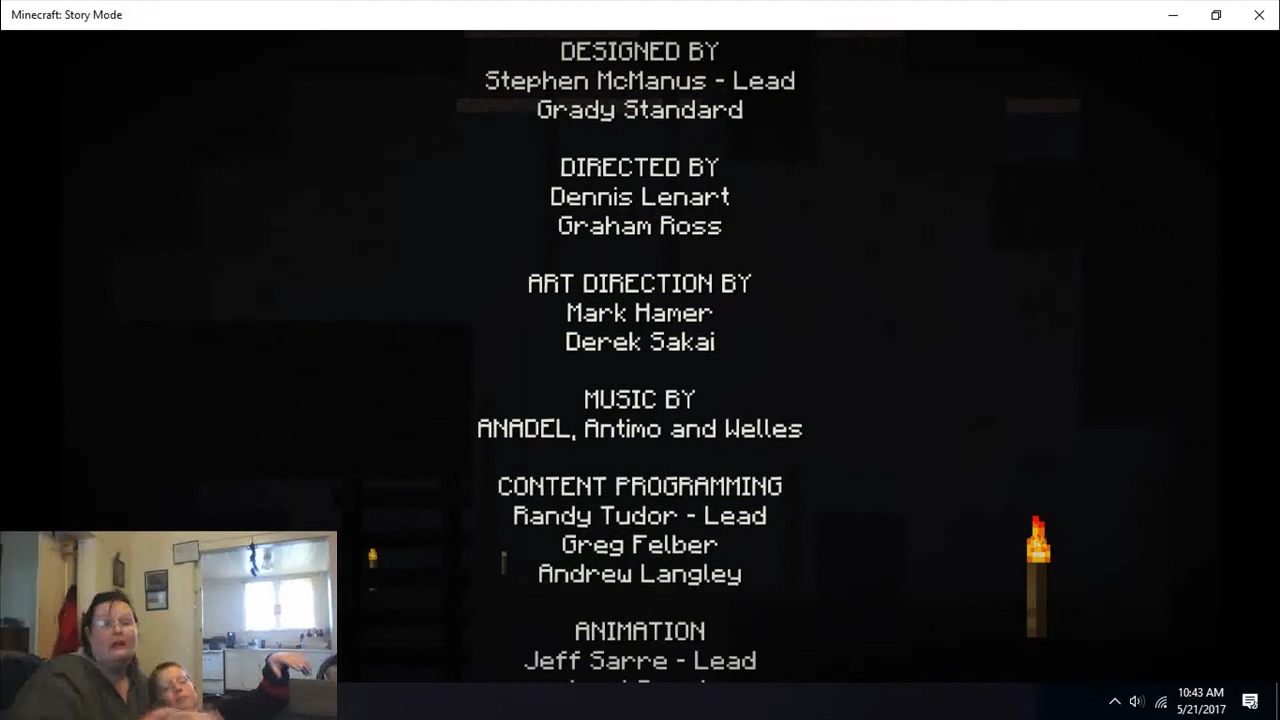 Minecraft: Story Mode
DESIGNED BY
Stephen McManus - Lead
Grady Standard
DIRECTED BY
Dennis Lenart
Graham Ross
ART DIRECTION BY
Mark Hamer
Derek Sakai
MUSIC BY
ANADEL, Antimo and Welles
CONTENT PROGRAMMING
Randy Tudor - Lead
Greg Felber
Andrew Langley
ANIMATION
Jeff Sarre - Lead
10:43 AM
5/21/2017